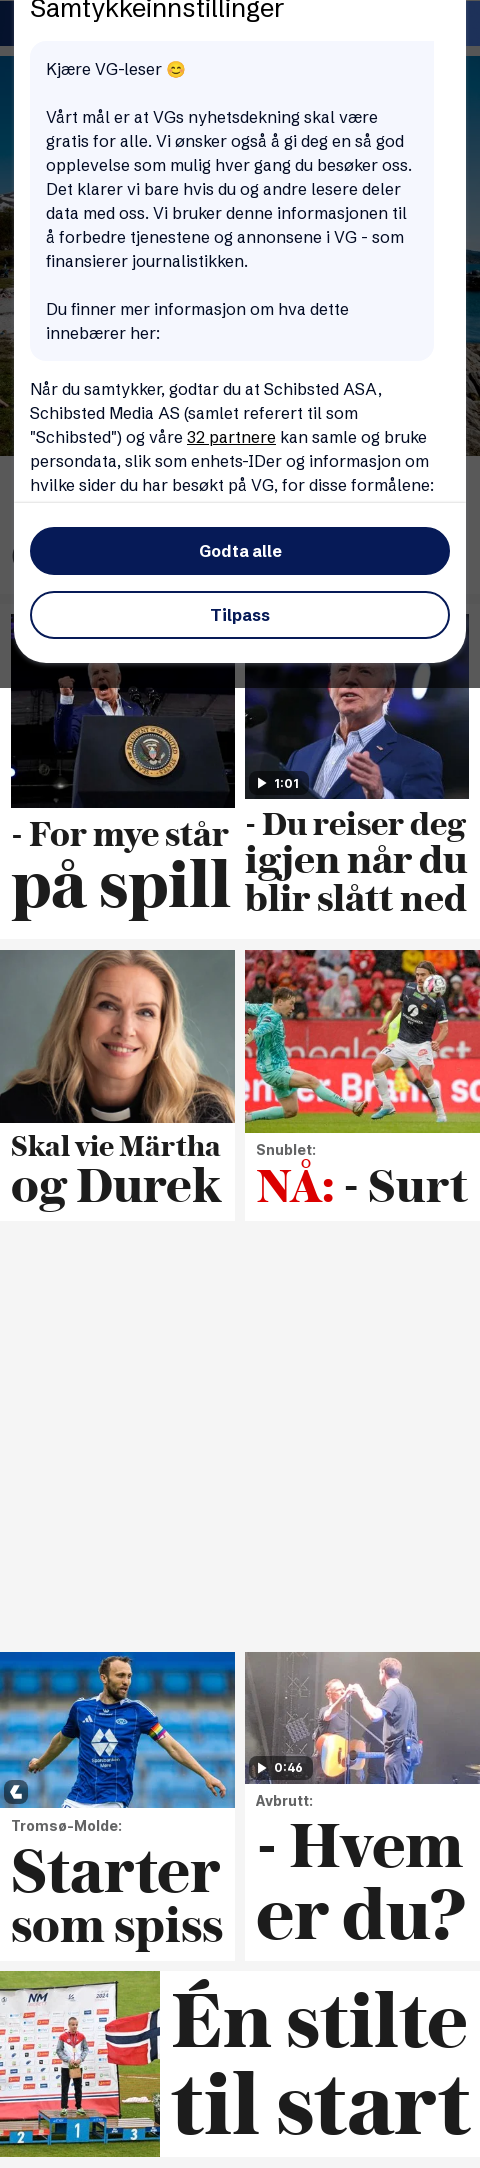 Samtykkeinnstillinger
Kjære VG-leser 😊
Vårt mål er at VGs nyhetsdekning skal være
gratis for alle. Vi ønsker også å gi deg en så god
opplevelse som mulig hver gang du besøker oss.
Det klarer vi bare hvis du og andre lesere deler
data med oss. Vi bruker denne informasjonen til
å forbedre tjenestene og annonsene i VG - som
finansierer journalistikken.
Du finner mer informasjon om hva dette
innebærer her:
Når du samtykker, godtar du at Schibsted ASA,
Schibsted Media AS (samlet referert til som
"Schibsted") og våre 32 partnere kan samle og bruke
persondata, slik som enhets-IDer og informasjon om
hvilke sider du har besøkt på VG, for disse formålene:
Godta alle
Tilpass
1:01
- For mye står
på spill
- Du reiser deg
igjen når du
blir slått ned
Skal vie Märtha
og Durek
Snublet:
NÅ: - Surt
0:46
Tromsø-Molde:
Starter
som spiss
Avbrutt:
- Hvem
er du?
NM
2
1
3
Én stilte
til start